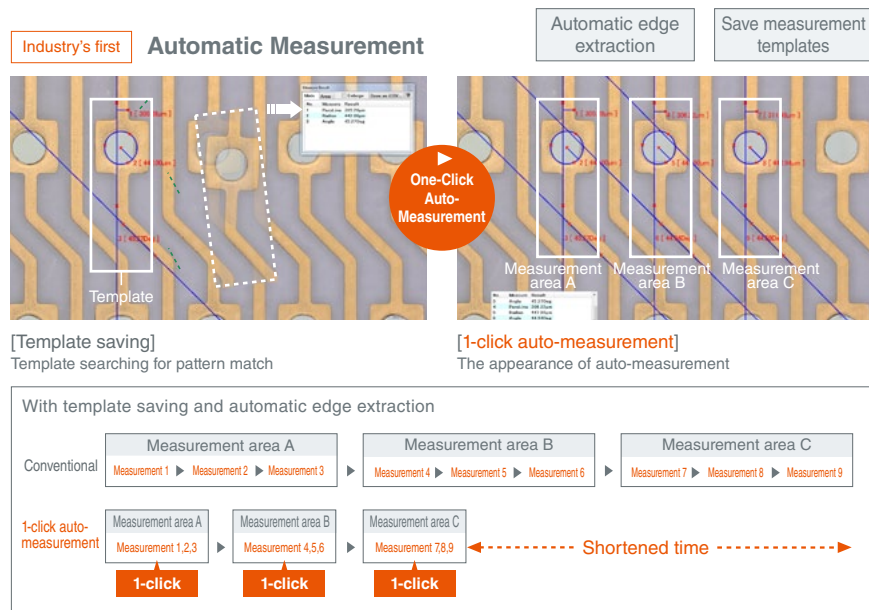 Industry's first
Automatic Measurement
Automatic edge
extraction
Save measurement
templates
Template
One-Click
Auto-
Measurement
Measurement
area A
Measurement
area B
Measurement
area C
[Template saving]
Template searching for pattern match
[1-click auto-measurement]
The appearance of auto-measurement
With template saving and automatic edge extraction
Conventional
Measurement area A
Measurement 1 ▶ Measurement 2 ▶ Measurement 3
Measurement area B
Measurement 4 ▶ Measurement 5 ▶ Measurement 6
Measurement area C
Measurement 7 ▶ Measurement 8 ▶ Measurement 9
1-click auto-
measurement
Measurement area A
Measurement 1,2,3
1-click
Measurement area B
Measurement 4,5,6
1-click
Measurement area C
Measurement 7,8,9
1-click
Shortened time